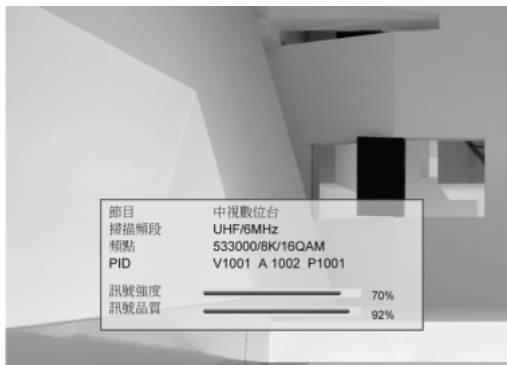 節目 中視數位台
掃描頻段 UHF/6MHz
頻點 533000/8K/16QAM
PID V1001 A 1002 P1001
訊號強度 70%
訊號品質 92%